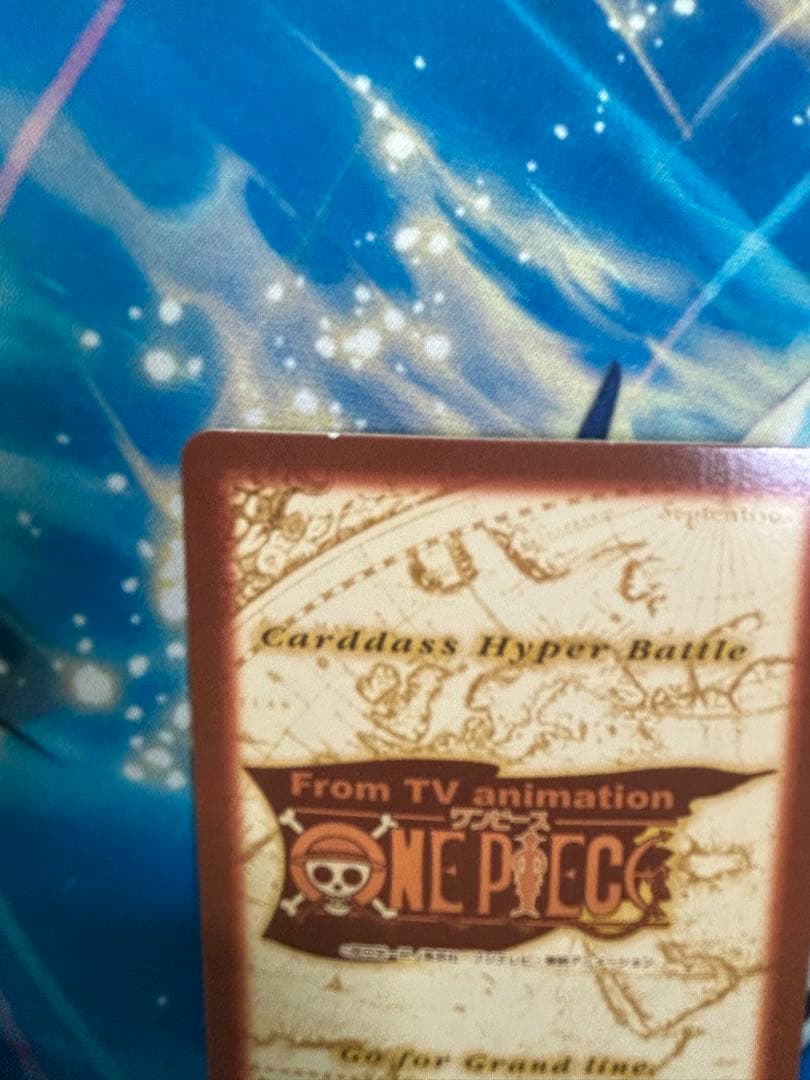 Carddass Hyper Battle
From TV animation
ワンピース
ONE PIECE
Go for Grand line.